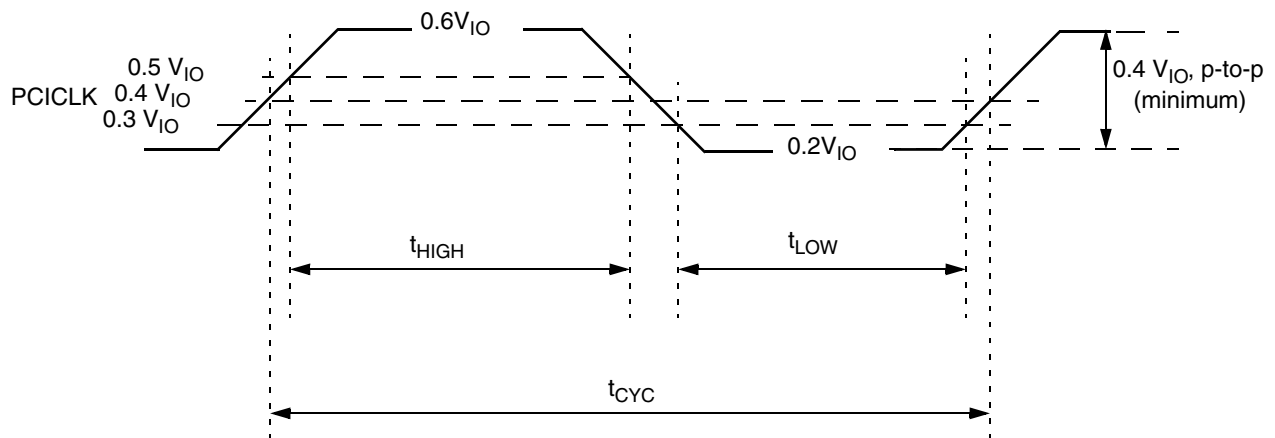 0.6V_IO
0.5 V_IO
PCICLK 0.4 V_IO
0.3 V_IO
0.4 V_IO, p-to-p
(minimum)
0.2V_IO
t_HIGH
t_LOW
t_CYC